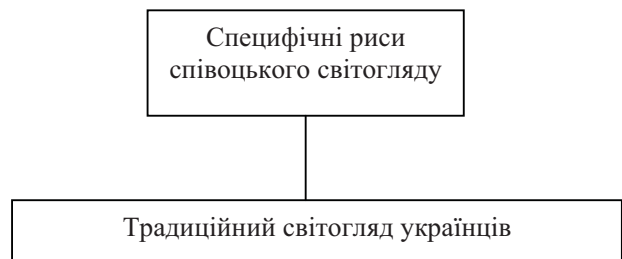 Специфічні риси
співоцького світогляду
Традиційний світогляд українців